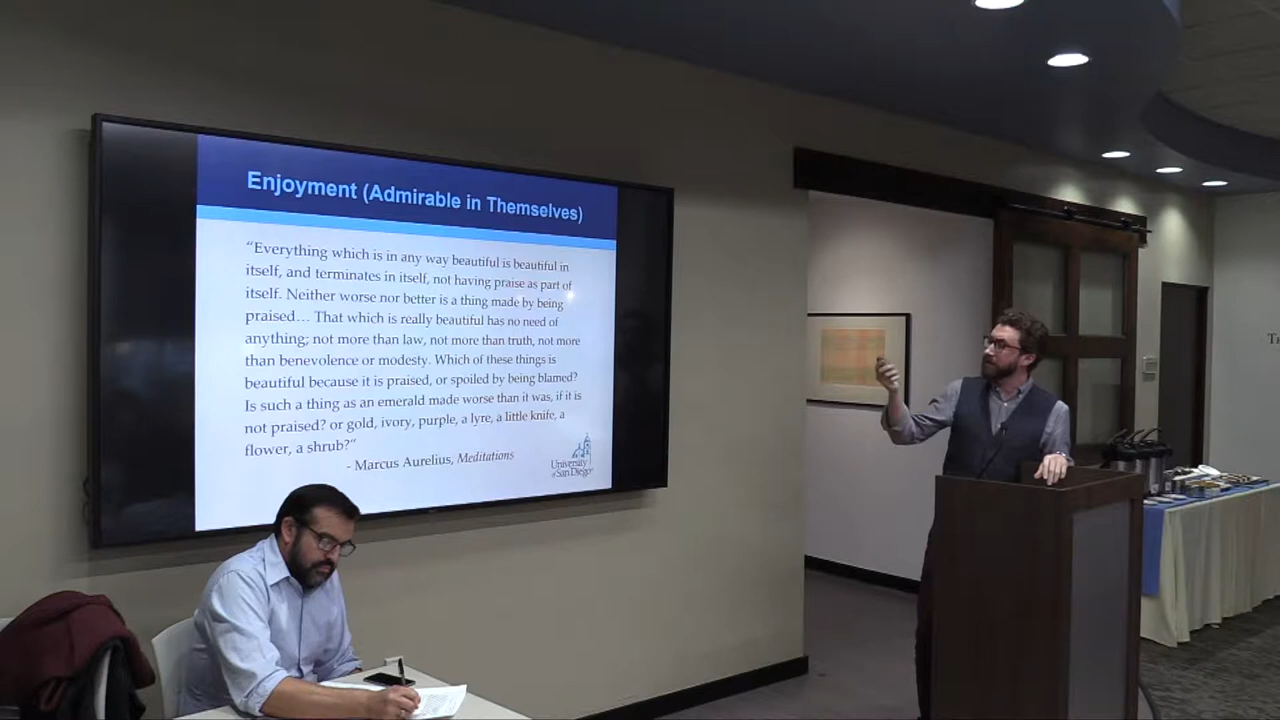 Enjoyment (Admirable in Themselves)
“Everything which is in any way beautiful is beautiful in
itself, and terminates in itself, not having praise as part of
itself. Neither worse nor better is a thing made by being
praised… That which is really beautiful has no need of
anything; not more than law, not more than truth, not more
than benevolence or modesty. Which of these things is
beautiful because it is praised, or spoiled by being blamed?
Is such a thing as an emerald made worse than it was, if it is
not praised? or gold, ivory, purple, a lyre, a little knife, a
flower, a shrub?“
- Marcus Aurelius, Meditations
University
of San Diego